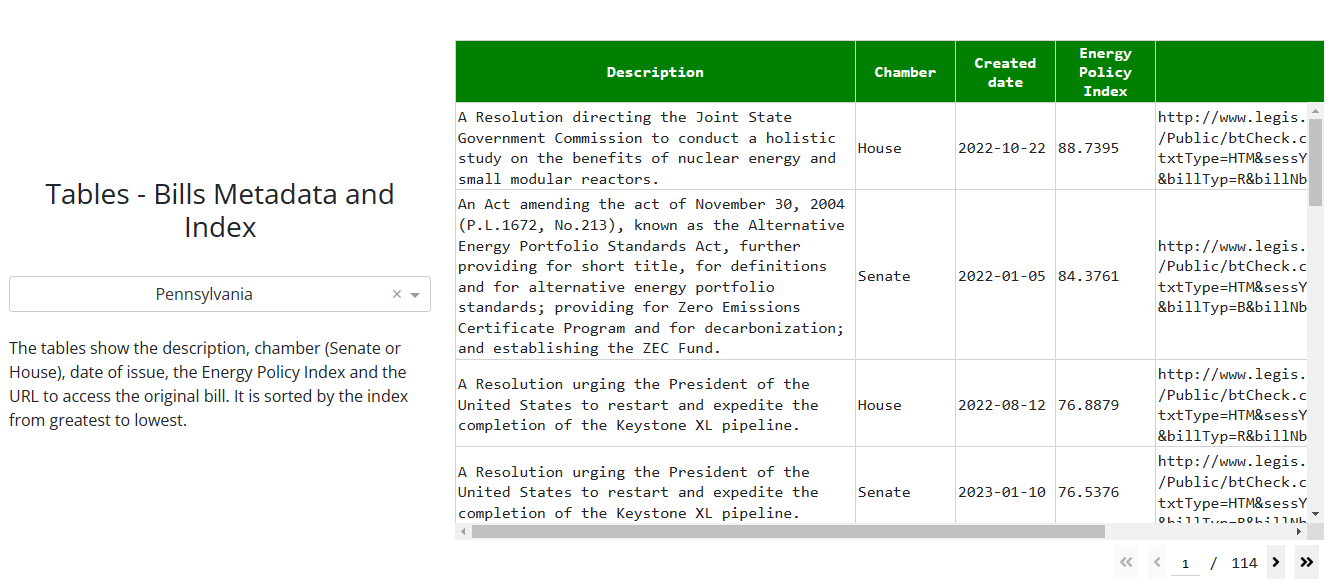 Tables - Bills Metadata and
Index
Pennsylvania
The tables show the description, chamber (Senate or
House), date of issue, the Energy Policy Index and the
URL to access the original bill. It is sorted by the index
from greatest to lowest.
Description
Chamber
Created
date
Energy
Policy
Index
A Resolution directing the Joint State
Government Commission to conduct a holistic
study on the benefits of nuclear energy and
small modular reactors.
House
2022-10-22
88.7395
http://www.legis.
/Public/btCheck.c
txtType=HTM&sessY
&billTyp=R&billNb
An Act amending the act of November 30, 2004
(P.L.1672, No.213), known as the Alternative
Energy Portfolio Standards Act, further
providing for short title, for definitions
and for alternative energy portfolio
standards; providing for Zero Emissions
Certificate Program and for decarbonization;
and establishing the ZEC Fund.
Senate
2022-01-05
84.3761
http://www.legis.
/Public/btCheck.c
txtType=HTM&sessY
&billTyp=B&billNb
A Resolution urging the President of the
United States to restart and expedite the
completion of the Keystone XL pipeline.
House
2022-08-12
76.8879
http://www.legis.
/Public/btCheck.c
txtType=HTM&sessY
&billTyp=R&billNb
A Resolution urging the President of the
United States to restart and expedite the
completion of the Keystone XL pipeline.
Senate
2023-01-10
76.5376
http://www.legis.
/Public/btCheck.c
txtType=HTM&sessY
&billTyp=R&billNb
1 / 114